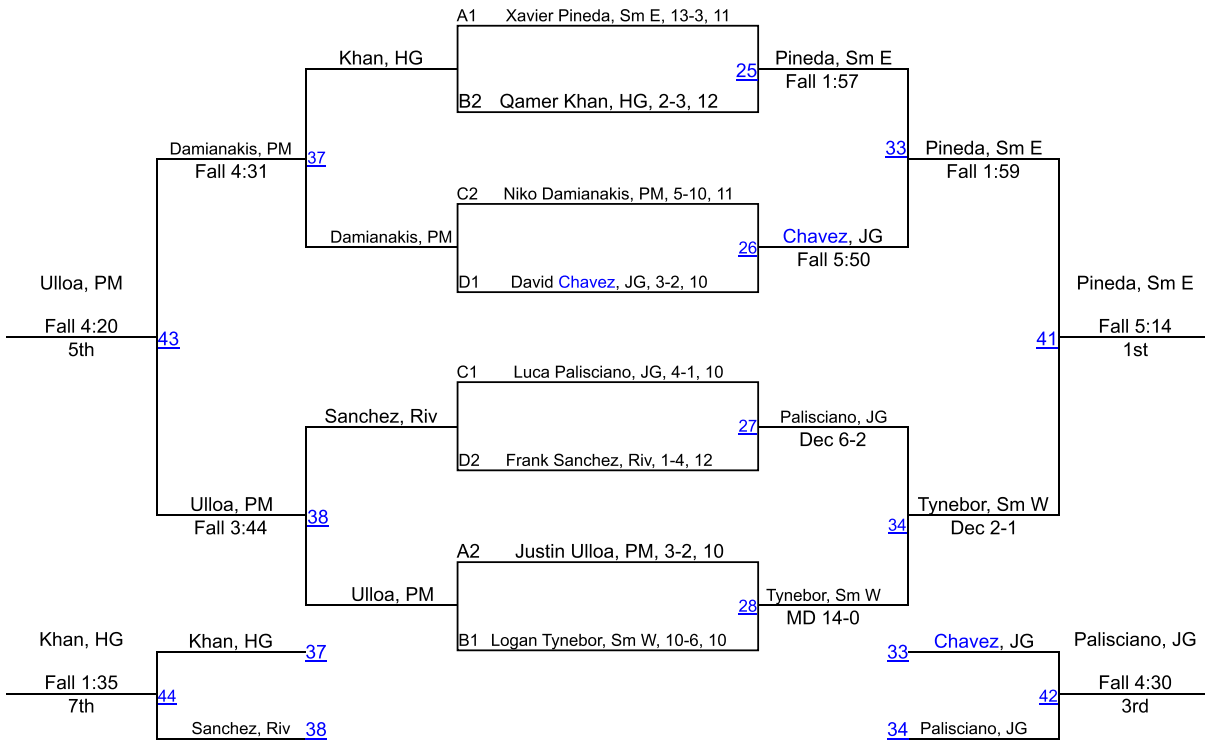 A1 Xavier Pineda, Sm E, 13-3, 11
Khan, HG
25
Pineda, Sm E
Fall 1:57
B2 Qamer Khan, HG, 2-3, 12
Damianakis, PM
Fall 4:31
37
33
Pineda, Sm E
Fall 1:59
C2 Niko Damianakis, PM, 5-10, 11
Damianakis, PM
26
Chavez, JG
Fall 5:50
D1 David Chavez, JG, 3-2, 10
Ulloa, PM
Fall 4:20
5th
43
Pineda, Sm E
41
Fall 5:14
1st
C1 Luca Palisciano, JG, 4-1, 10
Sanchez, Riv
27
Palisciano, JG
Dec 6-2
D2 Frank Sanchez, Riv, 1-4, 12
Ulloa, PM
Fall 3:44
38
34
Tynebor, Sm W
Dec 2-1
A2 Justin Ulloa, PM, 3-2, 10
Ulloa, PM
28
Tynebor, Sm W
MD 14-0
B1 Logan Tynebor, Sm W, 10-6, 10
Khan, HG
Khan, HG
37
Fall 1:35
7th
44
Sanchez, Riv
38
33
Chavez, JG
Palisciano, JG
42
Fall 4:30
3rd
34
Palisciano, JG